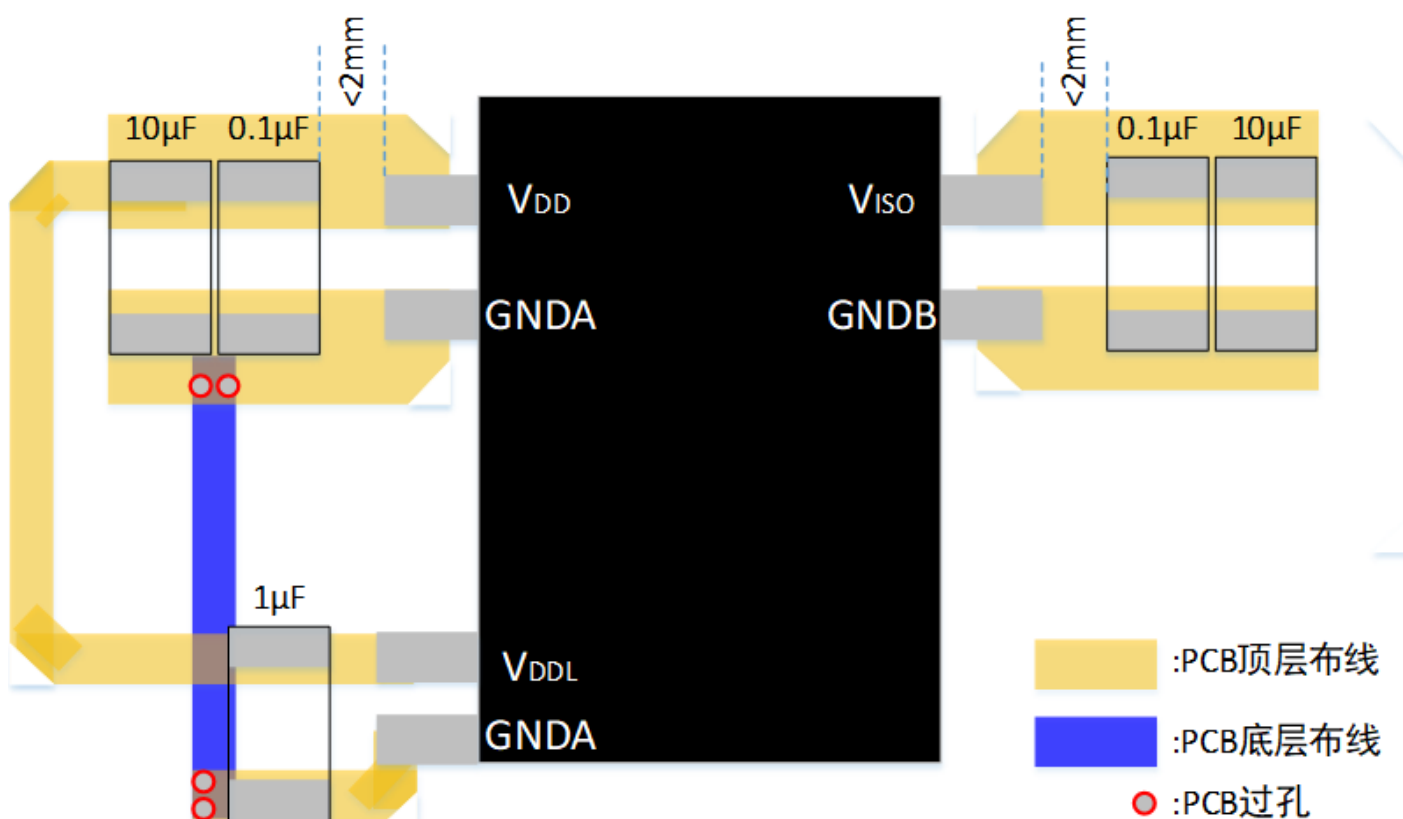 <2mm
<2mm
10µF
0.1µF
0.1µF
10µF
VDD
VISO
GNDA
GNDB
1µF
VDDL
GNDA
:PCB顶层布线
:PCB底层布线
:PCB过孔